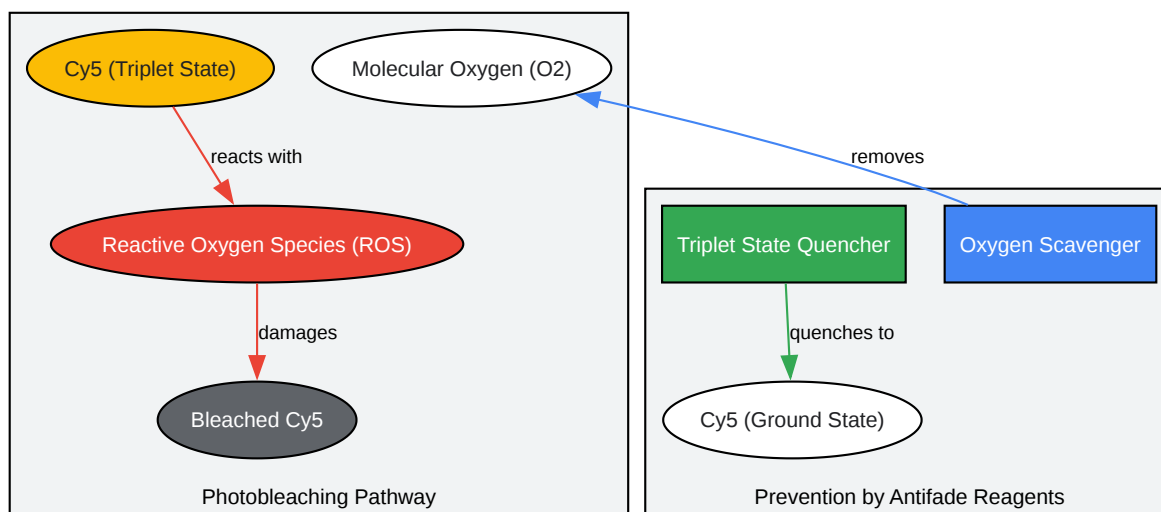 Cy5 (Triplet State)
Molecular Oxygen (O2)
reacts with
removes
Reactive Oxygen Species (ROS)
Triplet State Quencher
Oxygen Scavenger
damages
quenches to
Bleached Cy5
Cy5 (Ground State)
Photobleaching Pathway
Prevention by Antifade Reagents